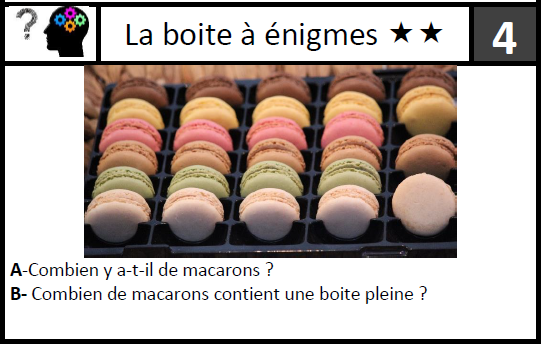 ?
La boite à énigmes ★★
4
A-Combien y a-t-il de macarons ?
B- Combien de macarons contient une boite pleine ?